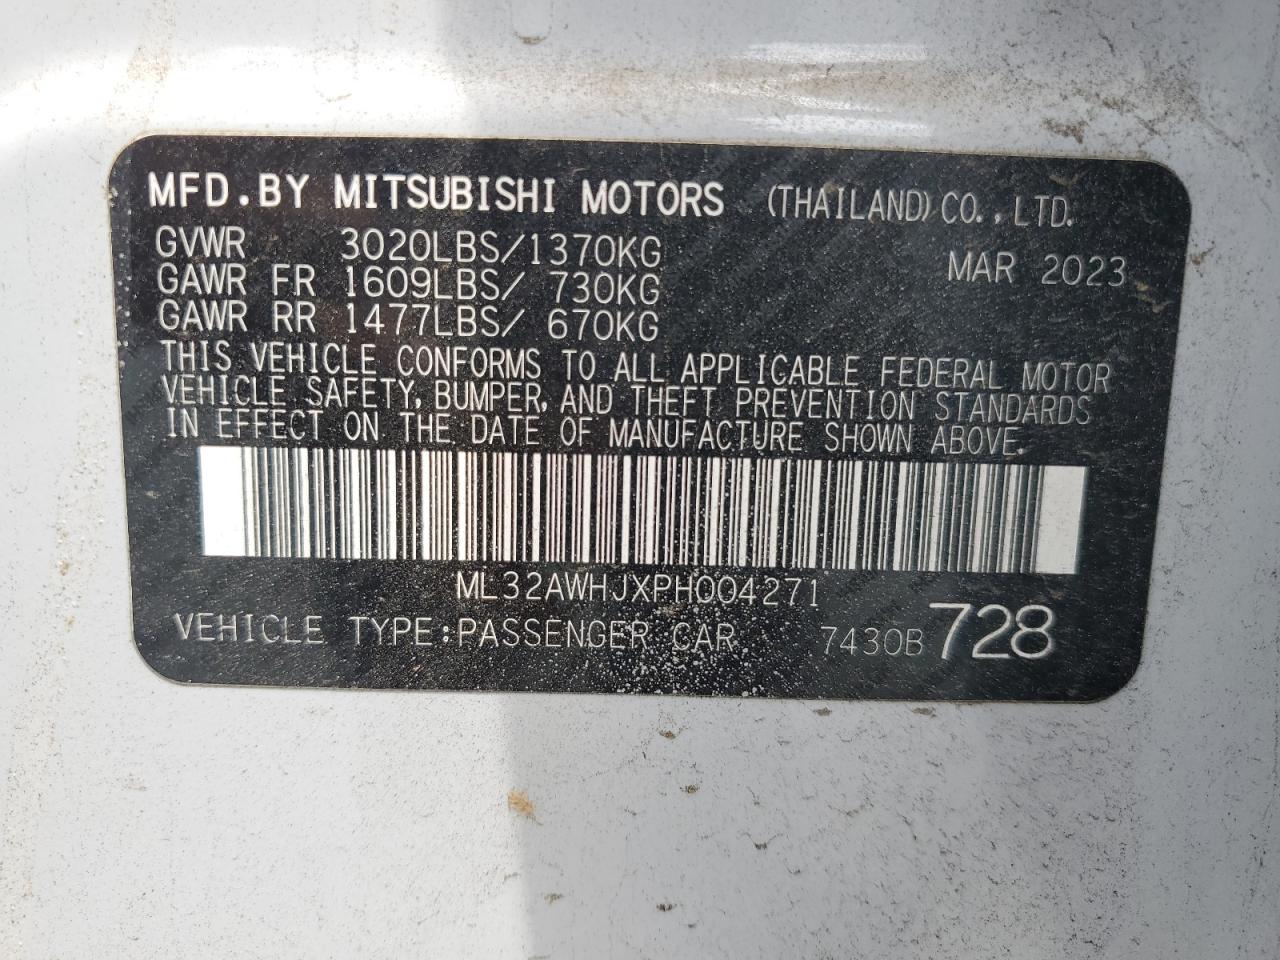 MFD.BY MITSUBISHI MOTORS (THAILAND) CO., LTD.
GVWR 3020LBS/1370KG MAR 2023
GAWR FR 1609LBS/ 730KG
GAWR RR 1477LBS/ 670KG
THIS VEHICLE CONFORMS TO ALL APPLICABLE FEDERAL MOTOR
VEHICLE SAFETY, BUMPER, AND THEFT PREVENTION STANDARDS
IN EFFECT ON THE DATE OF MANUFACTURE SHOWN ABOVE.
ML32AWHJXPH004271
VEHICLE TYPE:PASSENGER CAR 7430B 728